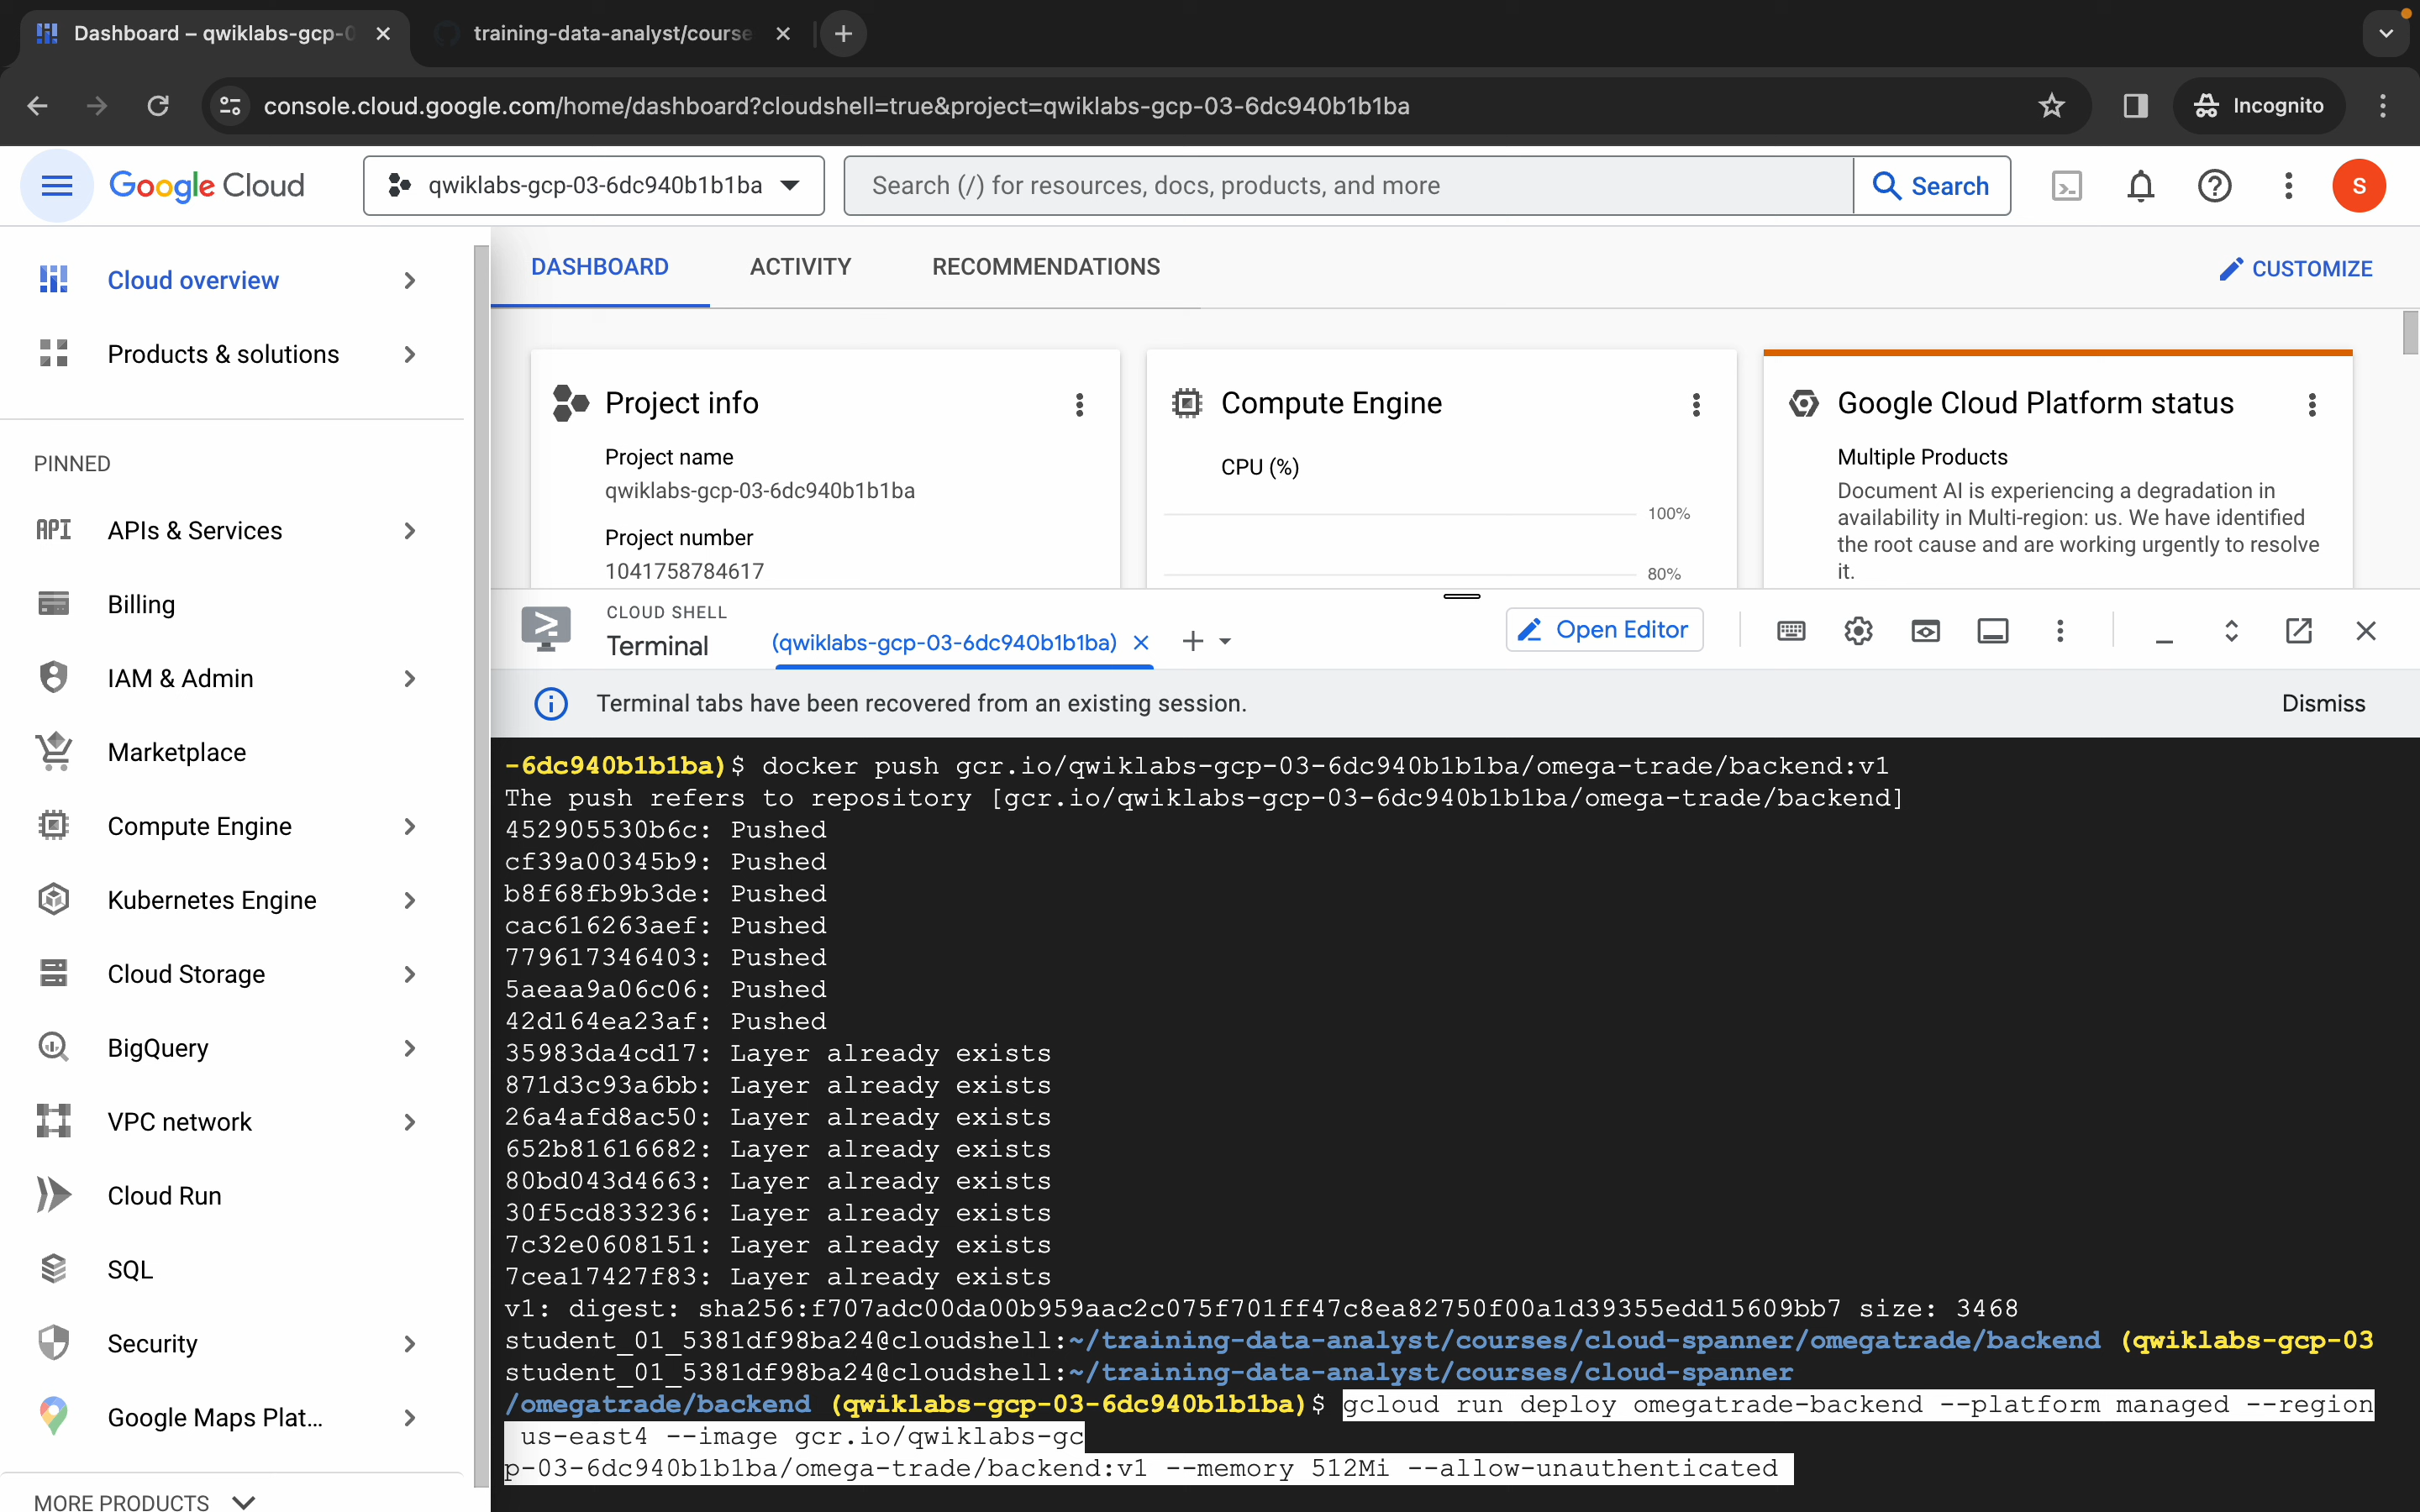 Dashboard – qwiklabs-gcp-0
training-data-analyst/course
console.cloud.google.com/home/dashboard?cloudshell=true&project=qwiklabs-gcp-03-6dc940b1b1ba
Incognito
Google Cloud
qwiklabs-gcp-03-6dc940b1b1ba
Search (/) for resources, docs, products, and more
Search
S
Cloud overview
Products & solutions
PINNED
API APIs & Services
Billing
IAM & Admin
Marketplace
Compute Engine
Kubernetes Engine
Cloud Storage
BigQuery
VPC network
Cloud Run
SQL
Security
Google Maps Plat...
MORE PRODUCTS
DASHBOARD
ACTIVITY
RECOMMENDATIONS
CUSTOMIZE
Project info
Project name
qwiklabs-gcp-03-6dc940b1b1ba
Project number
1041758784617
Compute Engine
CPU (%)
100%
80%
Google Cloud Platform status
Multiple Products
Document AI is experiencing a degradation in
availability in Multi-region: us. We have identified
the root cause and are working urgently to resolve
it.
CLOUD SHELL
Terminal
(qwiklabs-gcp-03-6dc940b1b1ba)
Open Editor
Terminal tabs have been recovered from an existing session.
Dismiss
-6dc940b1b1ba)$ docker push gcr.io/qwiklabs-gcp-03-6dc940b1b1ba/omega-trade/backend:v1
The push refers to repository [gcr.io/qwiklabs-gcp-03-6dc940b1b1ba/omega-trade/backend]
452905530b6c: Pushed
cf39a00345b9: Pushed
b8f68fb9b3de: Pushed
cac616263aef: Pushed
779617346403: Pushed
5aeaa9a06c06: Pushed
42d164ea23af: Pushed
35983da4cd17: Layer already exists
871d3c93a6bb: Layer already exists
26a4afd8ac50: Layer already exists
652b81616682: Layer already exists
80bd043d4663: Layer already exists
30f5cd833236: Layer already exists
7c32e0608151: Layer already exists
7cea17427f83: Layer already exists
v1: digest: sha256:f707adc00da00b959aac2c075f701ff47c8ea82750f00a1d39355edd15609bb7 size: 3468
student_01_5381df98ba24@cloudshell:~/training-data-analyst/courses/cloud-spanner/omegatrade/backend (qwiklabs-gcp-03
student_01_5381df98ba24@cloudshell:~/training-data-analyst/courses/cloud-spanner
/omegatrade/backend (qwiklabs-gcp-03-6dc940b1b1ba)$ gcloud run deploy omegatrade-backend --platform managed --region
us-east4 --image gcr.io/qwiklabs-gc
p-03-6dc940b1b1ba/omega-trade/backend:v1 --memory 512Mi --allow-unauthenticated